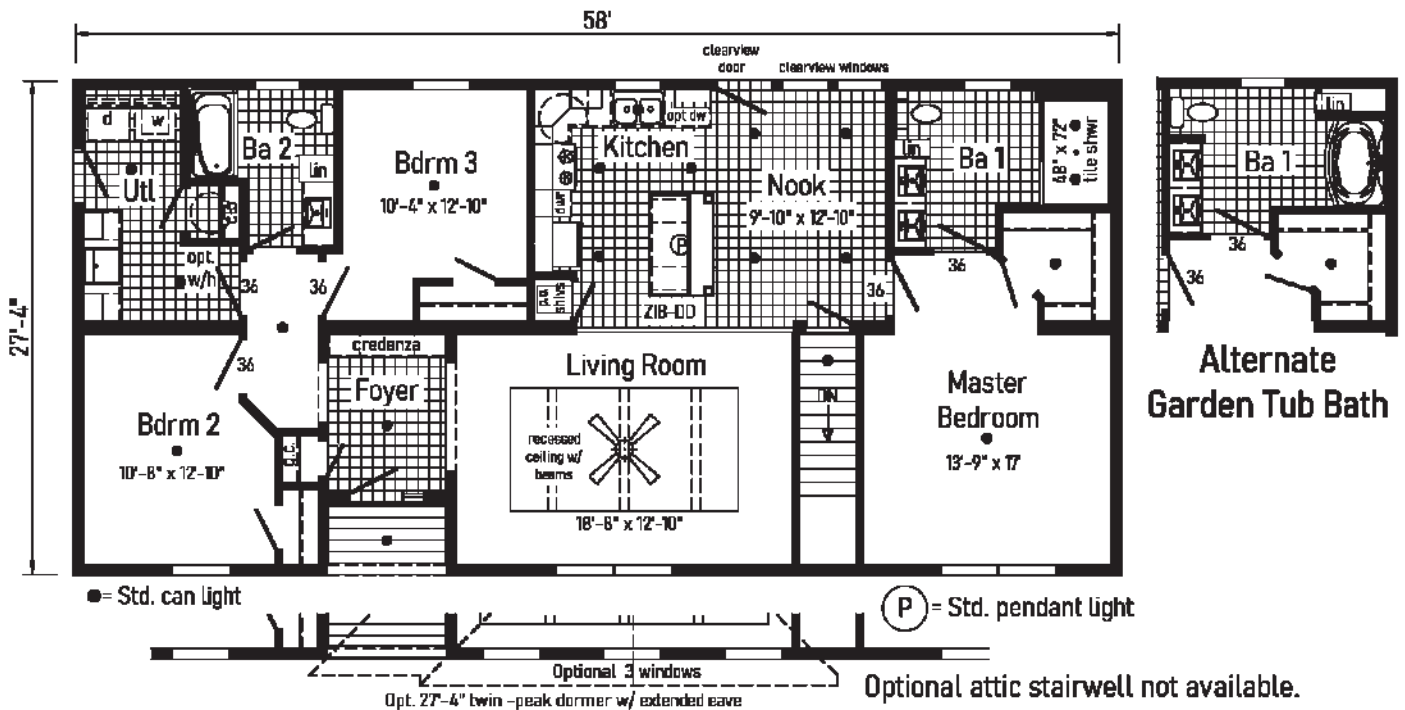 58'
27'-4"
clearview
door
clearview windows
d
w
Utl
opt.
w/h
Ba 2
lin
Bdrm 3
10'-4" x 12'-10"
36
36
36
Kitchen
opt dw
Nook
9'-10" x 12'-10"
P
ZIB-DD
shlvs
36
lin
Ba 1
48" x 72"
tile shwr
36
lin
Ba 1
36
36
Alternate
Garden Tub Bath
Bdrm 2
10'-8" x 12'-10"
credenza
Foyer
Living Room
recessed
ceiling w/
beams
DN
Master
Bedroom
13'-9" x 17'
= Std. can light
P = Std. pendant light
Optional 3 windows
Opt. 27'-4" twin -peak dormer w/ extended eave
Optional attic stairwell not available.